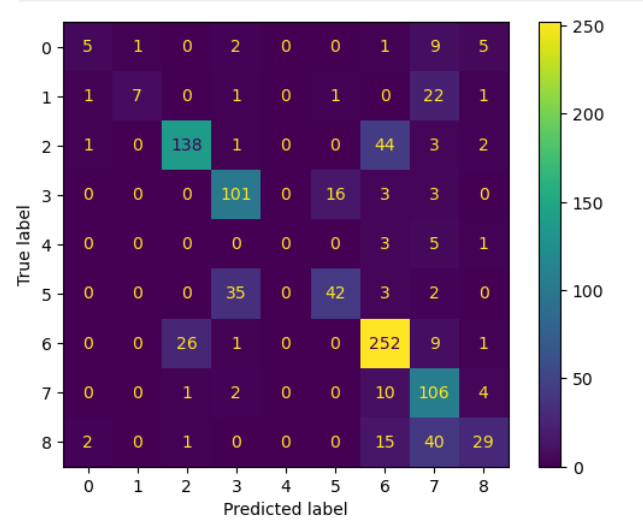 0 5 1 0 2 0 0 1 9 5
1 1 7 0 1 0 1 0 22 1
2 1 0 138 1 0 0 44 3 2
3 0 0 0 101 0 16 3 3 0
4 0 0 0 0 0 0 3 5 1
5 0 0 0 35 0 42 3 2 0
6 0 0 26 1 0 0 252 9 1
7 0 0 1 2 0 0 10 106 4
8 2 0 1 0 0 0 15 40 29
0 1 2 3 4 5 6 7 8
Predicted label
True label
250
200
150
100
50
0